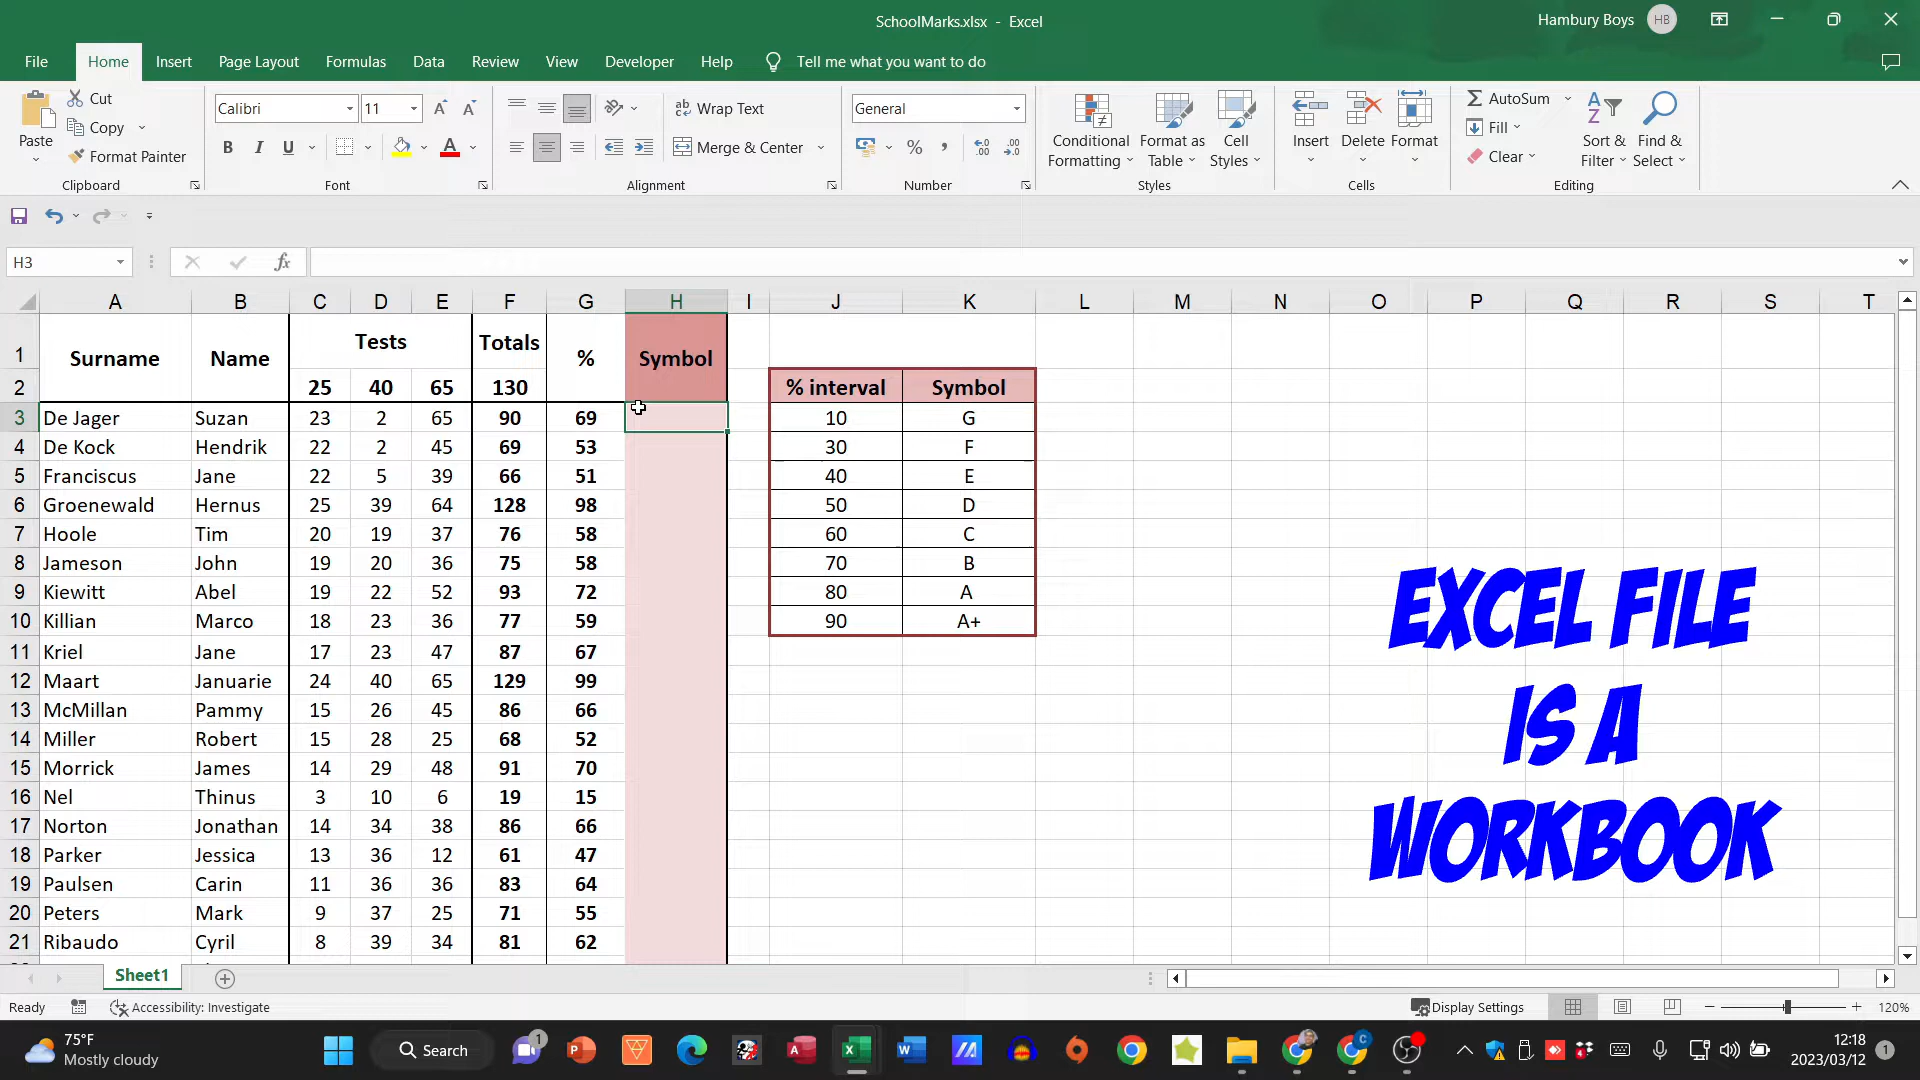 SchoolMarks.xlsx - Excel
Hambury Boys HB
File Home Insert Page Layout Formulas Data Review View Developer Help Tell me what you want to do
Paste Cut Copy Format Painter Clipboard
Calibri 11 B I U A Font
ab Wrap Text Merge & Center Alignment
General % , Number
Conditional Formatting Format as Table Cell Styles Styles
Insert Delete Format Cells
AutoSum Fill Clear Sort & Filter Find & Select Editing
H3 fx
A B C D E F G H I J K L M N O P Q R S T
1 Surname Name Tests Totals % Symbol
2 25 40 65 130 % interval Symbol
3 De Jager Suzan 23 2 65 90 69 10 G
4 De Kock Hendrik 22 2 45 69 53 30 F
5 Franciscus Jane 22 5 39 66 51 40 E
6 Groenewald Hernus 25 39 64 128 98 50 D
7 Hoole Tim 20 19 37 76 58 60 C
8 Jameson John 19 20 36 75 58 70 B
9 Kiewitt Abel 19 22 52 93 72 80 A
10 Killian Marco 18 23 36 77 59 90 A+
11 Kriel Jane 17 23 47 87 67
12 Maart Januarie 24 40 65 129 99
13 McMillan Pammy 15 26 45 86 66
14 Miller Robert 15 28 25 68 52
15 Morrick James 14 29 48 91 70
16 Nel Thinus 3 10 6 19 15
17 Norton Jonathan 14 34 38 86 66
18 Parker Jessica 13 36 12 61 47
19 Paulsen Carin 11 36 36 83 64
20 Peters Mark 9 37 25 71 55
21 Ribaudo Cyril 8 39 34 81 62
EXCEL FILE
IS A
WORKBOOK
Sheet1
Ready Accessibility: Investigate Display Settings 120%
75°F
Mostly cloudy
Search
1
12:18
2023/03/12
1